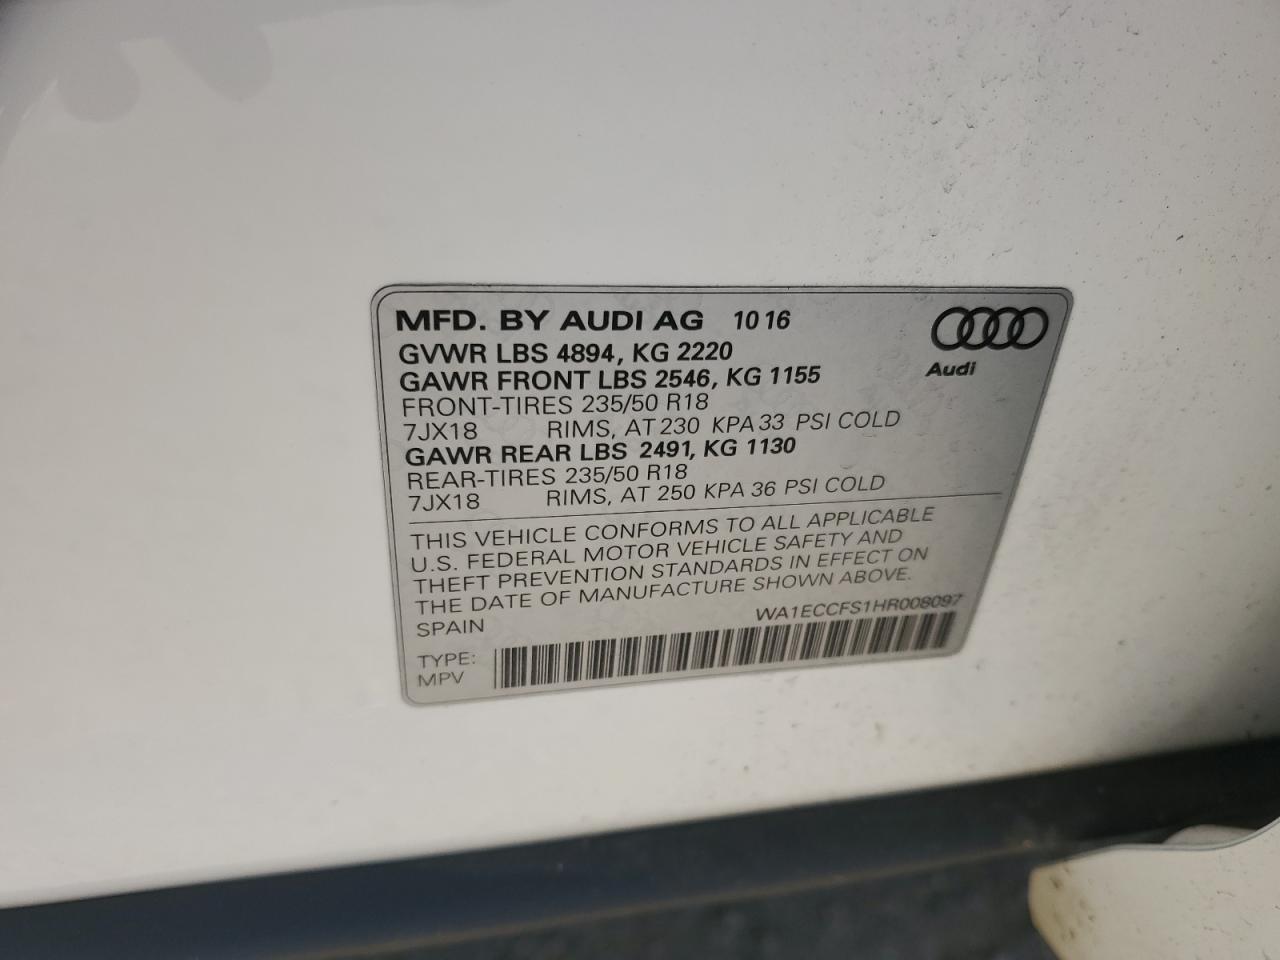 MFD. BY AUDI AG 10 16
GVWR LBS 4894, KG 2220
GAWR FRONT LBS 2546, KG 1155
FRONT-TIRES 235/50 R18
7JX18 RIMS, AT 230 KPA 33 PSI COLD
GAWR REAR LBS 2491, KG 1130
REAR-TIRES 235/50 R18
7JX18 RIMS, AT 250 KPA 36 PSI COLD
Audi
THIS VEHICLE CONFORMS TO ALL APPLICABLE
U.S. FEDERAL MOTOR VEHICLE SAFETY AND
THEFT PREVENTION STANDARDS IN EFFECT ON
THE DATE OF MANUFACTURE SHOWN ABOVE.
SPAIN WA1ECCFS1HR008097
TYPE:
MPV